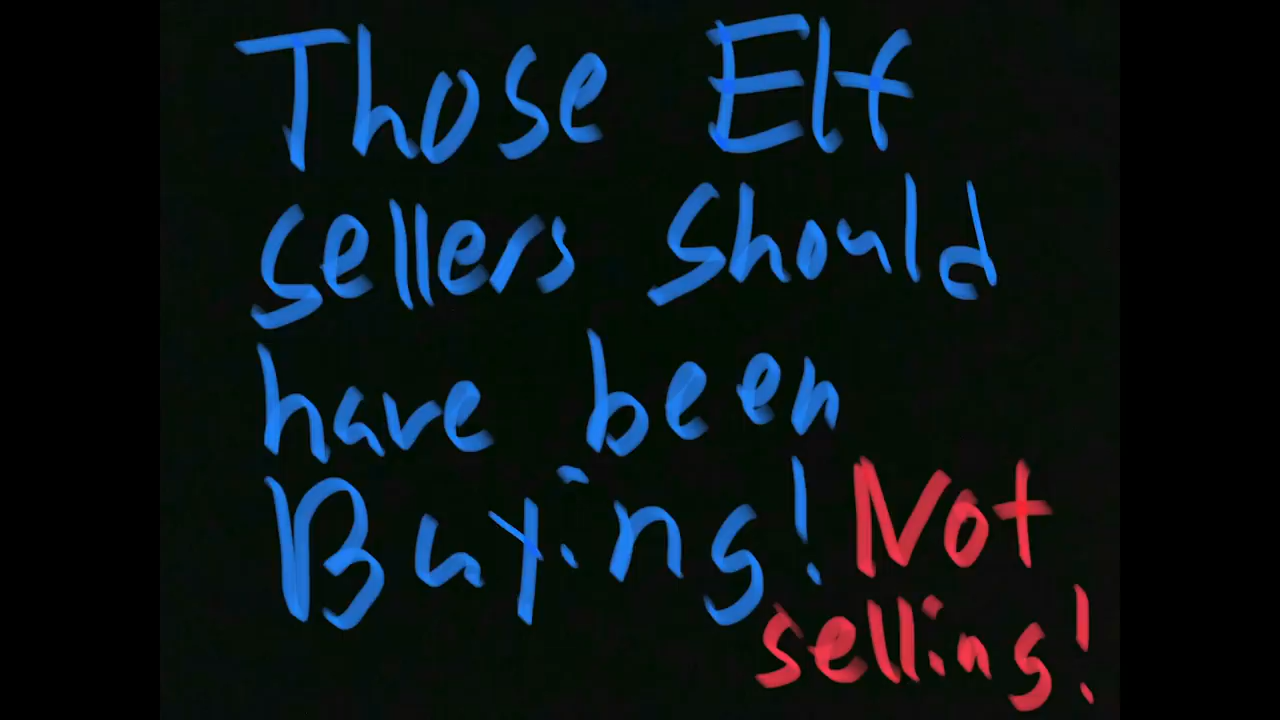 Those Elf
sellers should
have been
Buying! Not
selling!